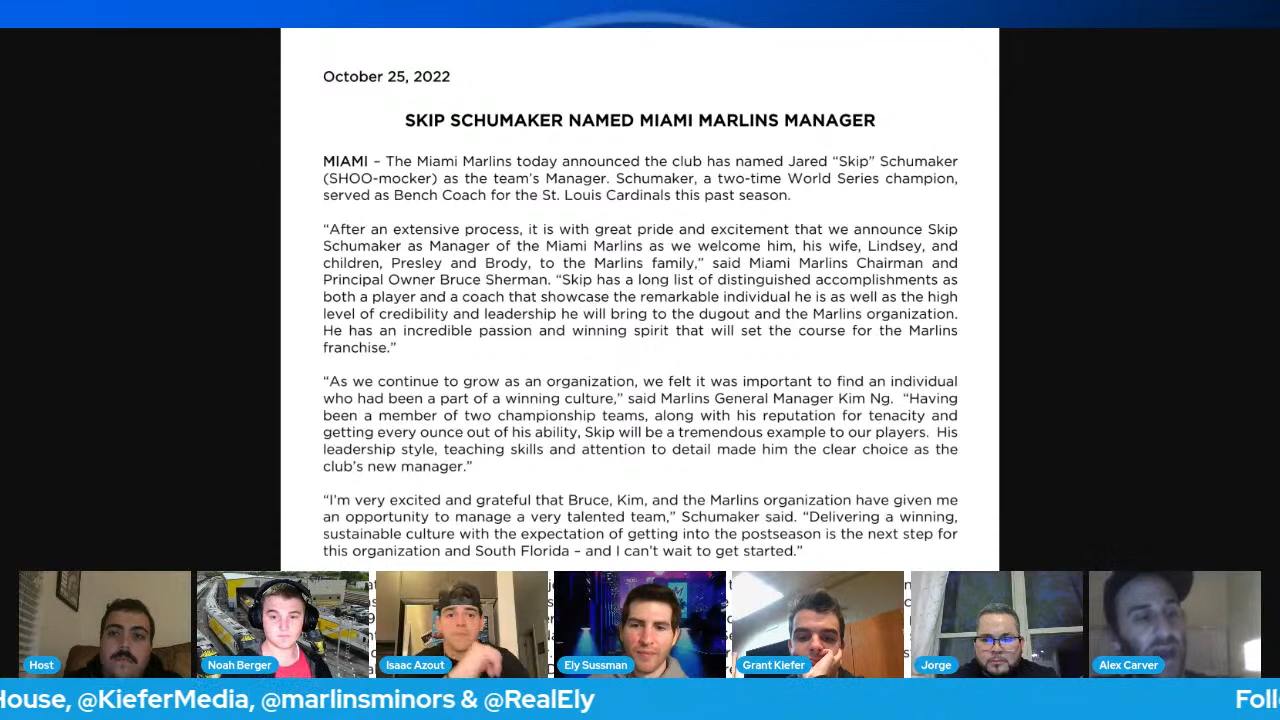 October 25, 2022
SKIP SCHUMAKER NAMED MIAMI MARLINS MANAGER
MIAMI – The Miami Marlins today announced the club has named Jared “Skip” Schumaker
(SHOO-mocker) as the team’s Manager. Schumaker, a two-time World Series champion,
served as Bench Coach for the St. Louis Cardinals this past season.
“After an extensive process, it is with great pride and excitement that we announce Skip
Schumaker as Manager of the Miami Marlins as we welcome him, his wife, Lindsey, and
children, Presley and Brody, to the Marlins family,” said Miami Marlins Chairman and
Principal Owner Bruce Sherman. “Skip has a long list of distinguished accomplishments as
both a player and a coach that showcase the remarkable individual he is as well as the high
level of credibility and leadership he will bring to the dugout and the Marlins organization.
He has an incredible passion and winning spirit that will set the course for the Marlins
franchise.”
“As we continue to grow as an organization, we felt it was important to find an individual
who had been a part of a winning culture,” said Marlins General Manager Kim Ng. “Having
been a member of two championship teams, along with his reputation for tenacity and
getting every ounce out of his ability, Skip will be a tremendous example to our players. His
leadership style, teaching skills and attention to detail made him the clear choice as the
club’s new manager.”
“I’m very excited and grateful that Bruce, Kim, and the Marlins organization have given me
an opportunity to manage a very talented team,” Schumaker said. “Delivering a winning,
sustainable culture with the expectation of getting into the postseason is the next step for
this organization and South Florida – and I can’t wait to get started.”
Host
Noah Berger
Isaac Azout
Ely Sussman
Grant Kiefer
Jorge
Alex Carver
House, @KieferMedia, @marlinsminors & @RealEly
Foll